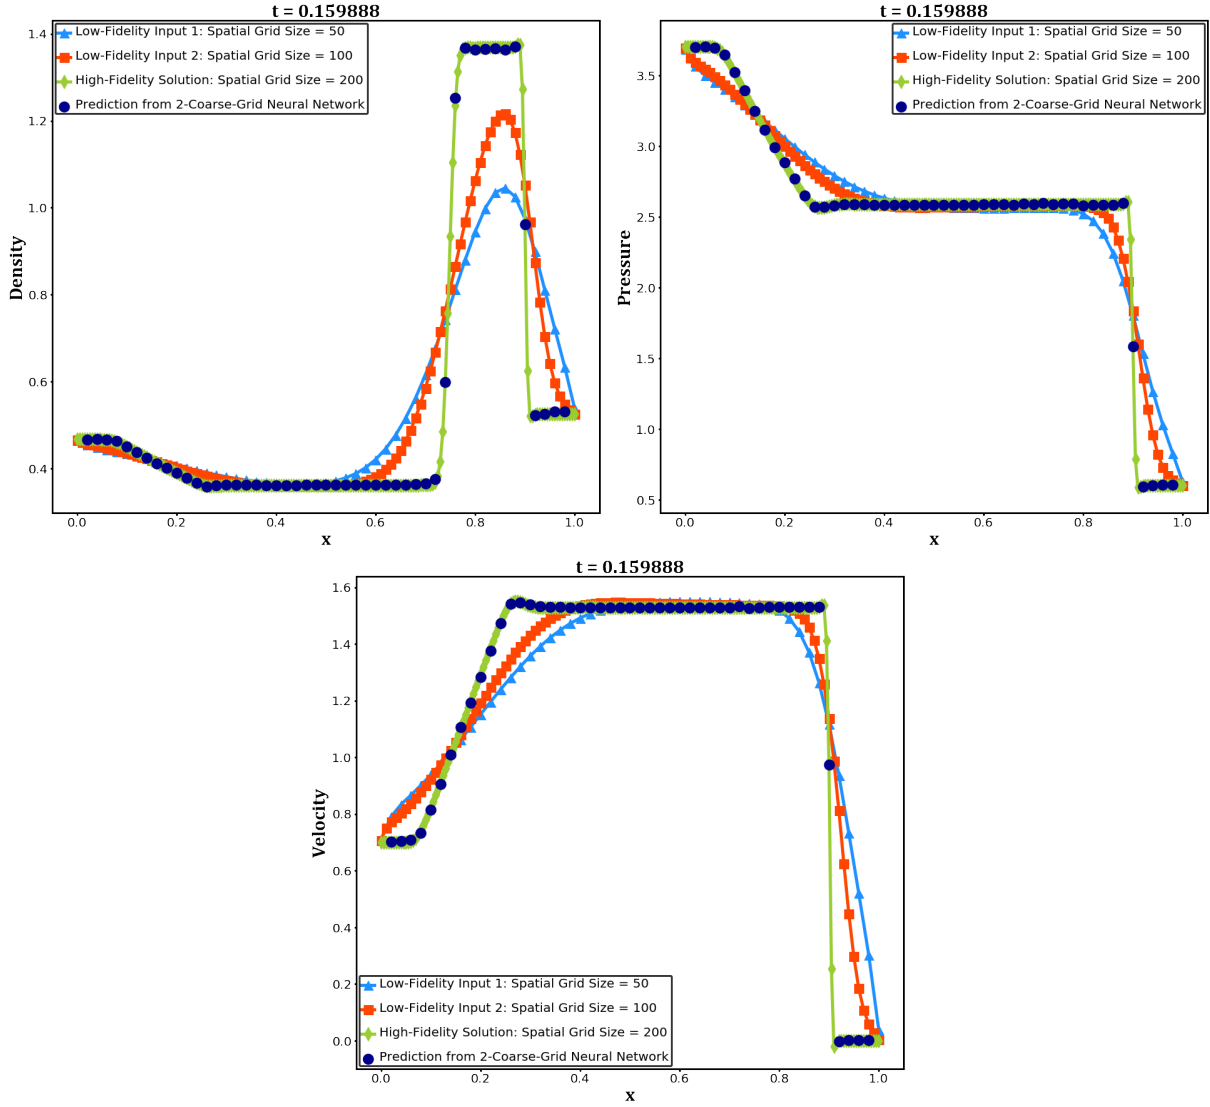 t = 0.159888
Low-Fidelity Input 1: Spatial Grid Size = 50
Low-Fidelity Input 2: Spatial Grid Size = 100
High-Fidelity Solution: Spatial Grid Size = 200
Prediction from 2-Coarse-Grid Neural Network
Density
1.4
1.2
1.0
0.8
0.6
0.4
0.0 0.2 0.4 0.6 0.8 1.0
x
t = 0.159888
Low-Fidelity Input 1: Spatial Grid Size = 50
Low-Fidelity Input 2: Spatial Grid Size = 100
High-Fidelity Solution: Spatial Grid Size = 200
Prediction from 2-Coarse-Grid Neural Network
Pressure
3.5
3.0
2.5
2.0
1.5
1.0
0.5
0.0 0.2 0.4 0.6 0.8 1.0
x
t = 0.159888
Velocity
1.6
1.4
1.2
1.0
0.8
0.6
0.4
0.2
0.0
Low-Fidelity Input 1: Spatial Grid Size = 50
Low-Fidelity Input 2: Spatial Grid Size = 100
High-Fidelity Solution: Spatial Grid Size = 200
Prediction from 2-Coarse-Grid Neural Network
0.0 0.2 0.4 0.6 0.8 1.0
x